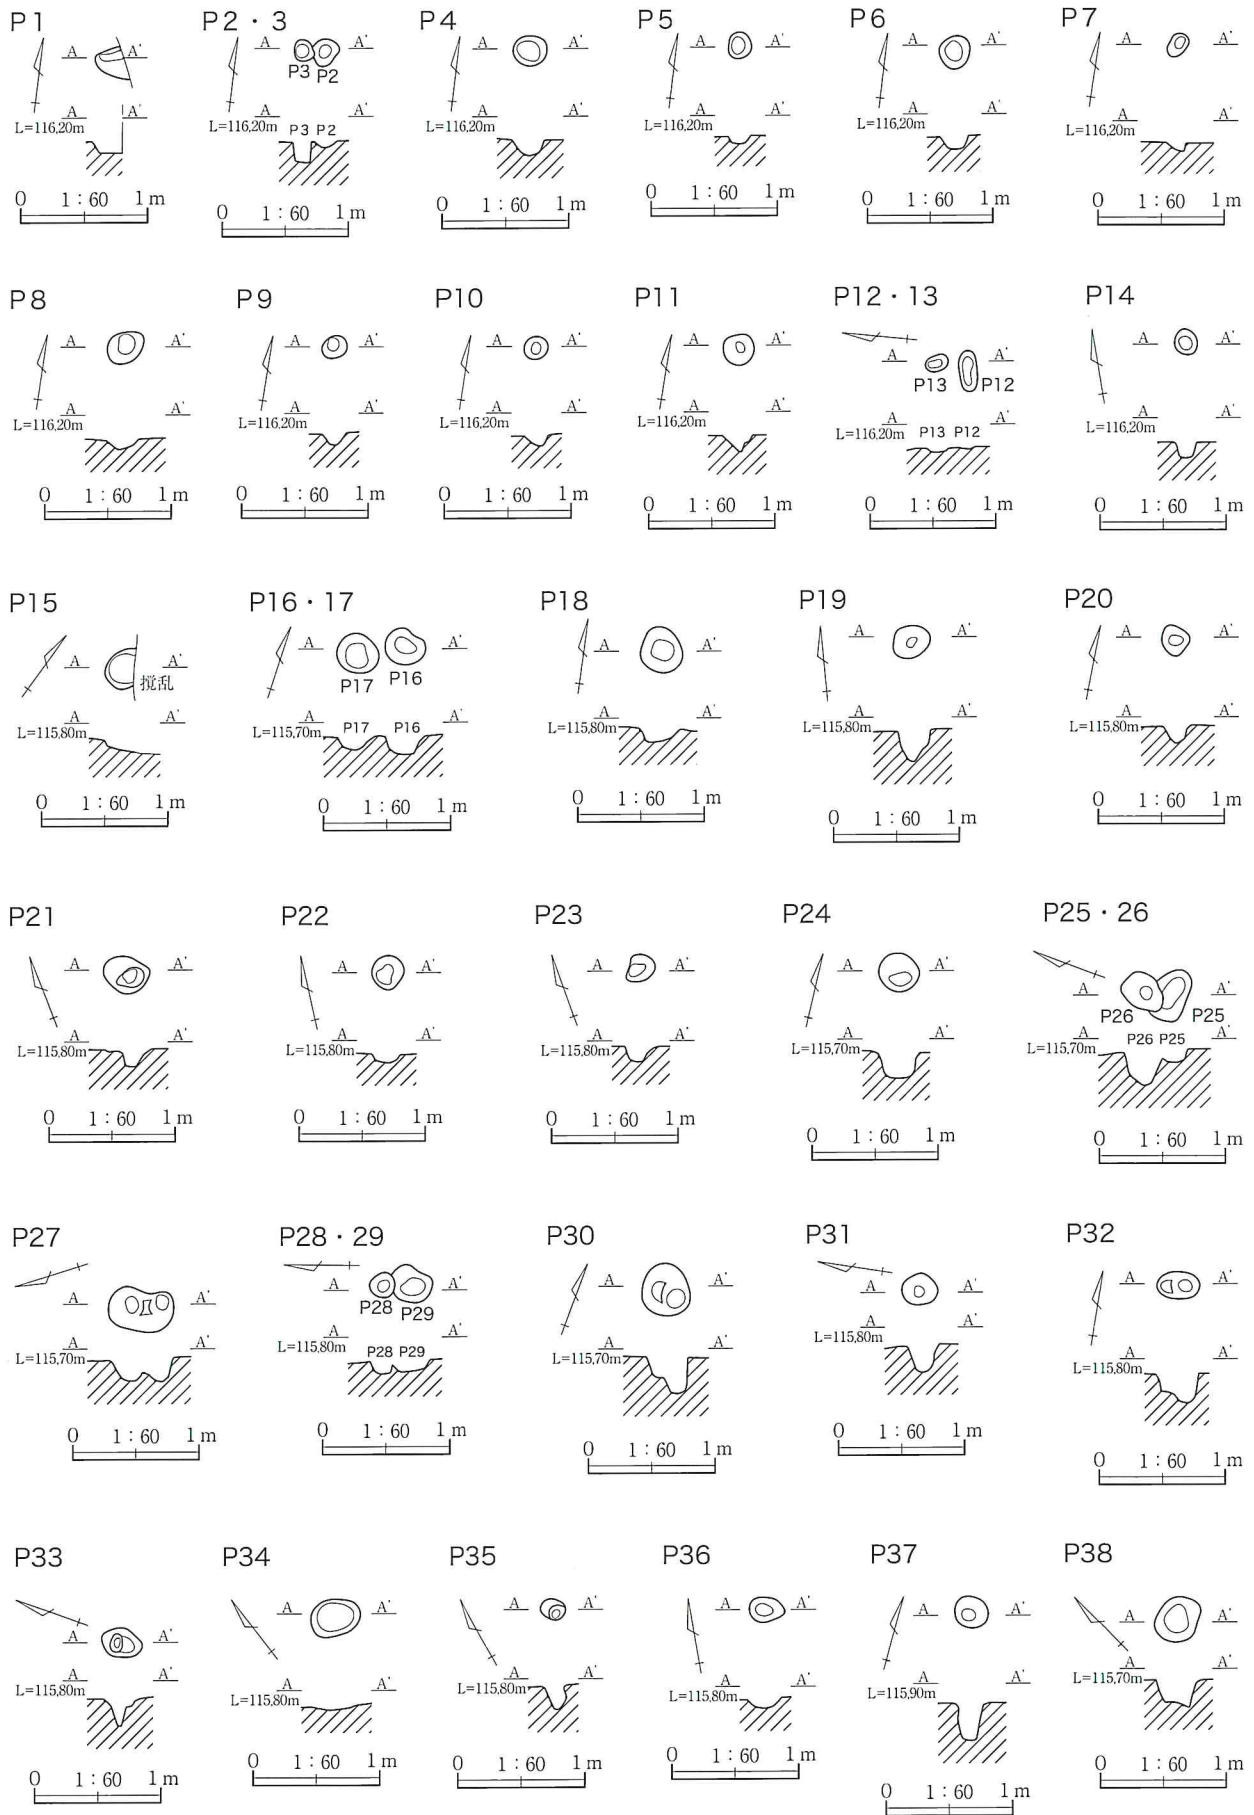 P1
A A'
A A'
L=116,20m
0 1：60 1m
P2・3
A A'
P3 P2
A A'
L=116,20m P3 P2
0 1：60 1m
P4
A A'
A A'
L=116,20m
0 1：60 1m
P5
A A'
A A'
L=116,20m
0 1：60 1m
P6
A A'
A A'
L=116,20m
0 1：60 1m
P7
A A'
A A'
L=116,20m
0 1：60 1m
P8
A A'
A A'
L=116,20m
0 1：60 1m
P9
A A'
A A'
L=116,20m
0 1：60 1m
P10
A A'
A A'
L=116,20m
0 1：60 1m
P11
A A'
A A'
L=116,20m
0 1：60 1m
P12・13
A A'
P13 P12
A A'
L=116,20m P13 P12
0 1：60 1m
P14
A A'
A A'
L=116,20m
0 1：60 1m
P15
A A'
撹乱
A A'
L=115,80m
0 1：60 1m
P16・17
A A'
P17 P16
A A'
L=115,70m P17 P16
0 1：60 1m
P18
A A'
A A'
L=115,80m
0 1：60 1m
P19
A A'
A A'
L=115,80m
0 1：60 1m
P20
A A'
A A'
L=115,80m
0 1：60 1m
P21
A A'
A A'
L=115,80m
0 1：60 1m
P22
A A'
A A'
L=115,80m
0 1：60 1m
P23
A A'
A A'
L=115,80m
0 1：60 1m
P24
A A'
A A'
L=115,70m
0 1：60 1m
P25・26
A A'
P26 P25
A P26 P25 A'
L=115,70m
0 1：60 1m
P27
A A'
A A'
L=115,70m
0 1：60 1m
P28・29
A A'
P28 P29
A A'
L=115,80m P28 P29
0 1：60 1m
P30
A A'
A A'
L=115,70m
0 1：60 1m
P31
A A'
A A'
L=115,80m
0 1：60 1m
P32
A A'
A A'
L=115,80m
0 1：60 1m
P33
A A'
A A'
L=115,80m
0 1：60 1m
P34
A A'
A A'
L=115,80m
0 1：60 1m
P35
A A'
A A'
L=115,80m
0 1：60 1m
P36
A A'
A A'
L=115,80m
0 1：60 1m
P37
A A'
A A'
L=115,90m
0 1：60 1m
P38
A A'
A A'
L=115,70m
0 1：60 1m